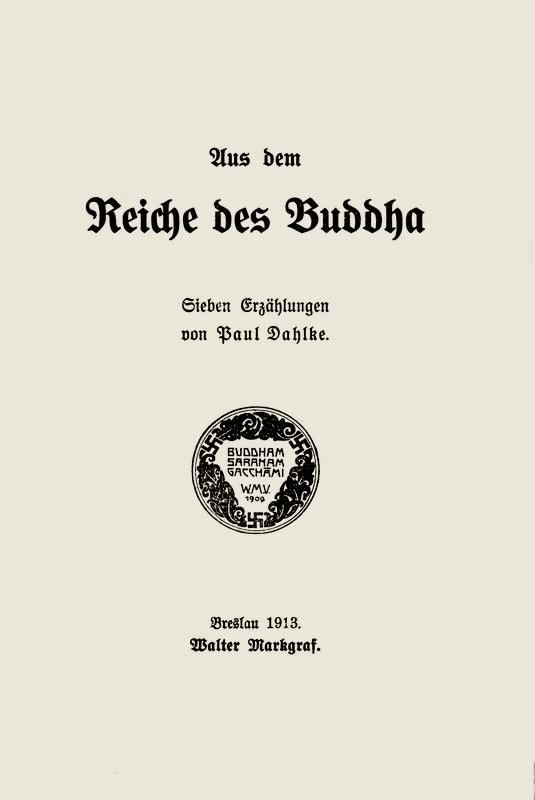 Aus dem
Reiche des Buddha
Sieben Erzählungen
von Paul Dahlke.
BUDDHAM
SARANAM
GACCHĀMI
W.M.V.
1909
Breslau 1913.
Walter Markgraf.